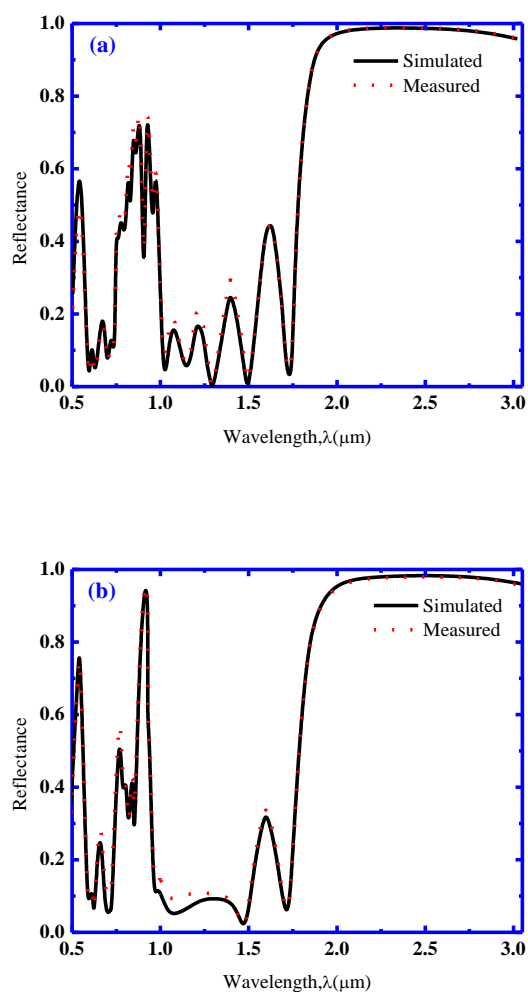 (a)
Simulated
Measured
Reflectance
1.0
0.8
0.6
0.4
0.2
0.0
0.5 1.0 1.5 2.0 2.5 3.0
Wavelength,λ(μm)
(b)
Simulated
Measured
Reflectance
1.0
0.8
0.6
0.4
0.2
0.0
0.5 1.0 1.5 2.0 2.5 3.0
Wavelength,λ(μm)